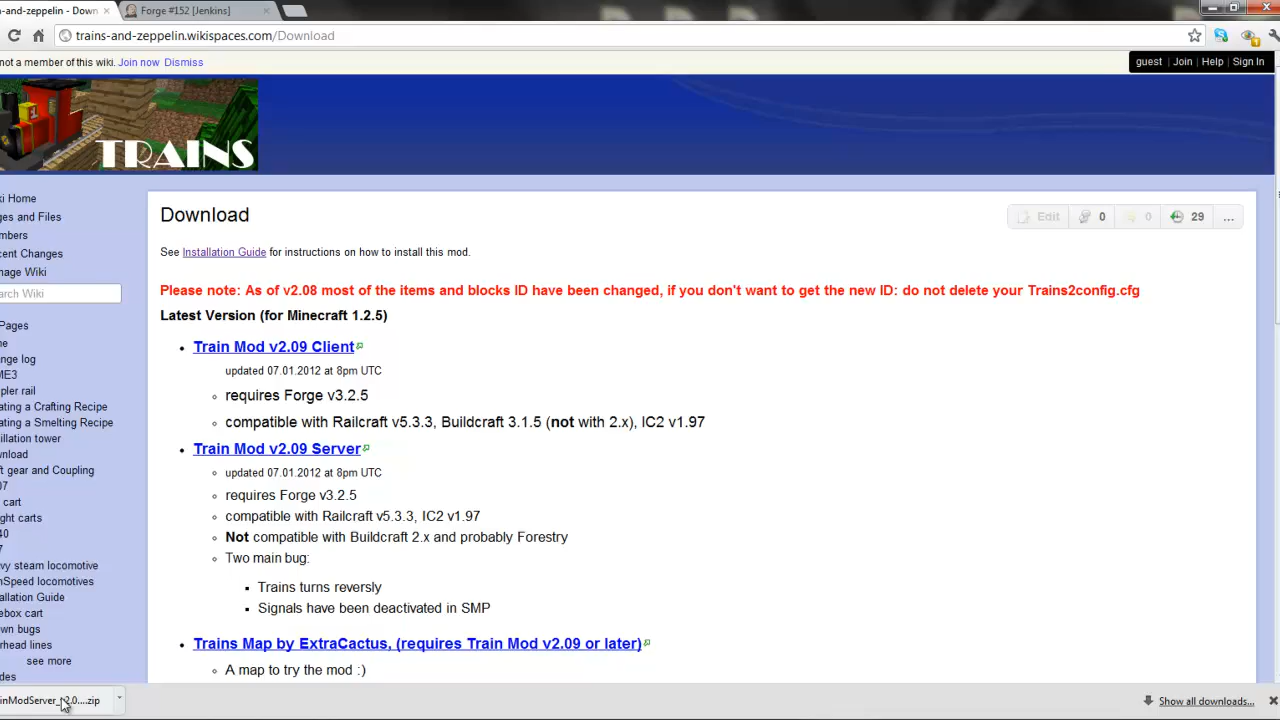 n-and-zeppelin - Down
Forge #152 [Jenkins]
trains-and-zeppelin.wikispaces.com/Download
not a member of this wiki. Join now Dismiss
guest Join Help Sign In
TRAINS
ki Home
ges and Files
mbers
cent Changes
nage Wiki
arch Wiki
Pages
me
nge log
ME3
pler rail
ating a Crafting Recipe
ating a Smelting Recipe
illation tower
wnload
ft gear and Coupling
07
cart
ght carts
40
7
vy steam locomotive
nSpeed locomotives
allation Guide
ebox cart
wn bugs
rhead lines
see more
des
Download
Edit 0 0 29 ...
See Installation Guide for instructions on how to install this mod.
Please note: As of v2.08 most of the items and blocks ID have been changed, if you don't want to get the new ID: do not delete your Trains2config.cfg
Latest Version (for Minecraft 1.2.5)
Train Mod v2.09 Client
updated 07.01.2012 at 8pm UTC
requires Forge v3.2.5
compatible with Railcraft v5.3.3, Buildcraft 3.1.5 (not with 2.x), IC2 v1.97
Train Mod v2.09 Server
updated 07.01.2012 at 8pm UTC
requires Forge v3.2.5
compatible with Railcraft v5.3.3, IC2 v1.97
Not compatible with Buildcraft 2.x and probably Forestry
Two main bug:
Trains turns reversly
Signals have been deactivated in SMP
Trains Map by ExtraCactus, (requires Train Mod v2.09 or later)
A map to try the mod :)
inModServer_v2.0....zip
Show all downloads...